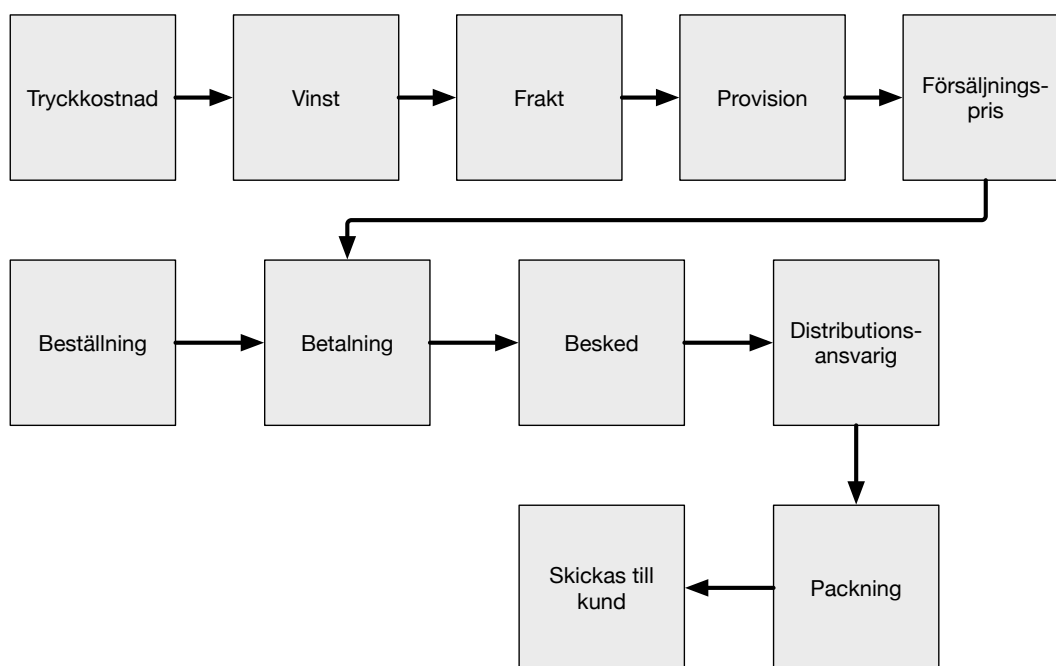 Tryckkostnad
Vinst
Frakt
Provision
Försäljnings-
pris
Beställning
Betalning
Besked
Distributions-
ansvarig
Skickas till
kund
Packning